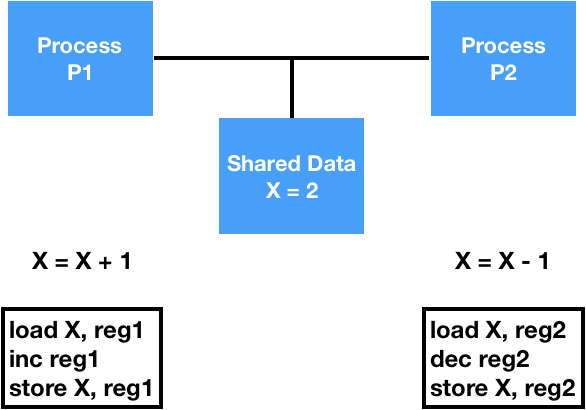 Process
P1
Process
P2
Shared Data
X = 2
X = X + 1
X = X - 1
load X, reg1
inc reg1
store X, reg1
load X, reg2
dec reg2
store X, reg2